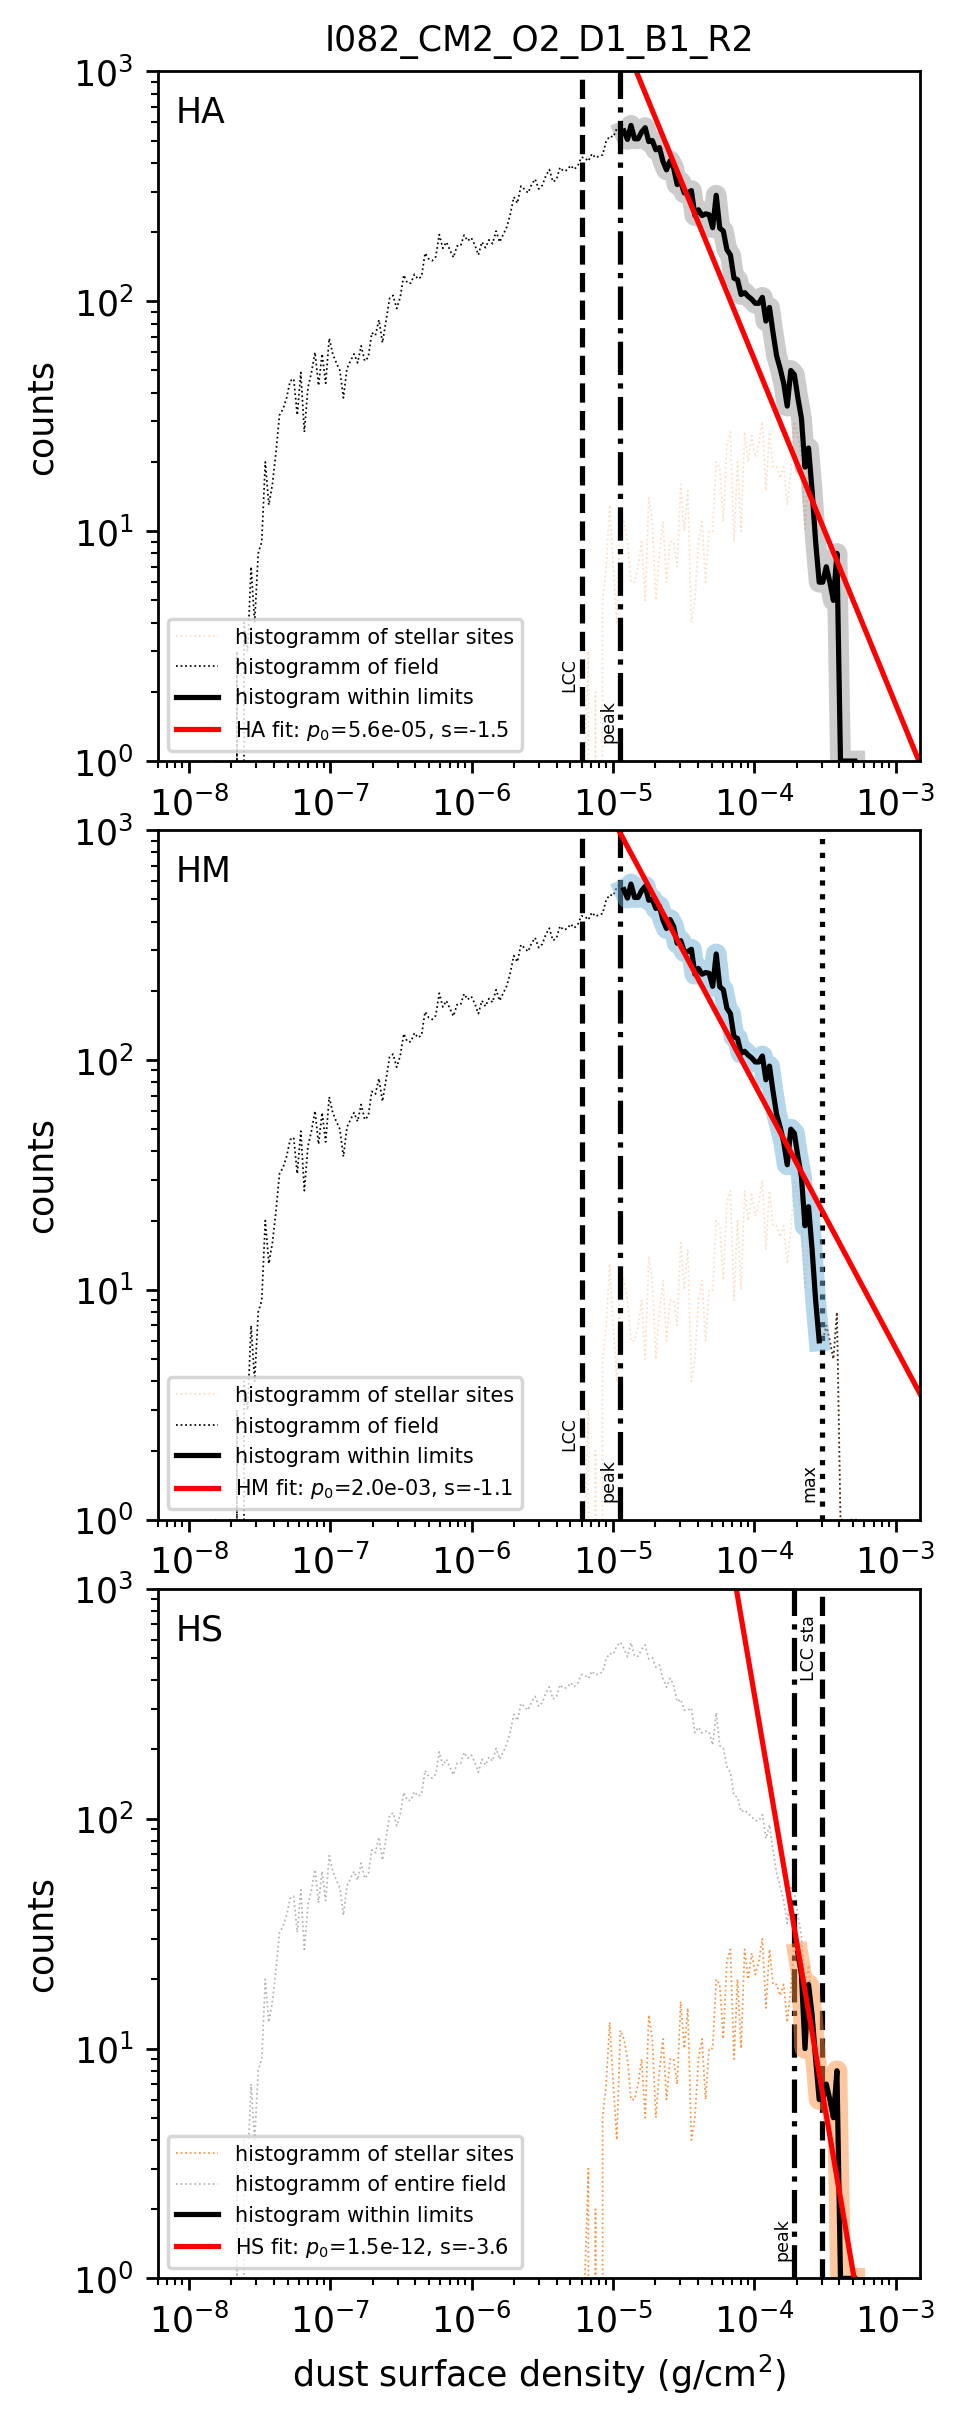 I082_CM2_O2_D1_B1_R2
10³
HA
10²
counts
10¹
LCC
peak
histogramm of stellar sites
histogramm of field
histogram within limits
HA fit: p₀=5.6e-05, s=-1.5
10⁰
10⁻⁸ 10⁻⁷ 10⁻⁶ 10⁻⁵ 10⁻⁴ 10⁻³
10³
HM
10²
counts
10¹
LCC
peak
max
histogramm of stellar sites
histogramm of field
histogram within limits
HM fit: p₀=2.0e-03, s=-1.1
10⁰
10⁻⁸ 10⁻⁷ 10⁻⁶ 10⁻⁵ 10⁻⁴ 10⁻³
10³
HS
LCC sta
10²
counts
10¹
peak
histogramm of stellar sites
histogramm of entire field
histogram within limits
HS fit: p₀=1.5e-12, s=-3.6
10⁰
10⁻⁸ 10⁻⁷ 10⁻⁶ 10⁻⁵ 10⁻⁴ 10⁻³
dust surface density (g/cm²)